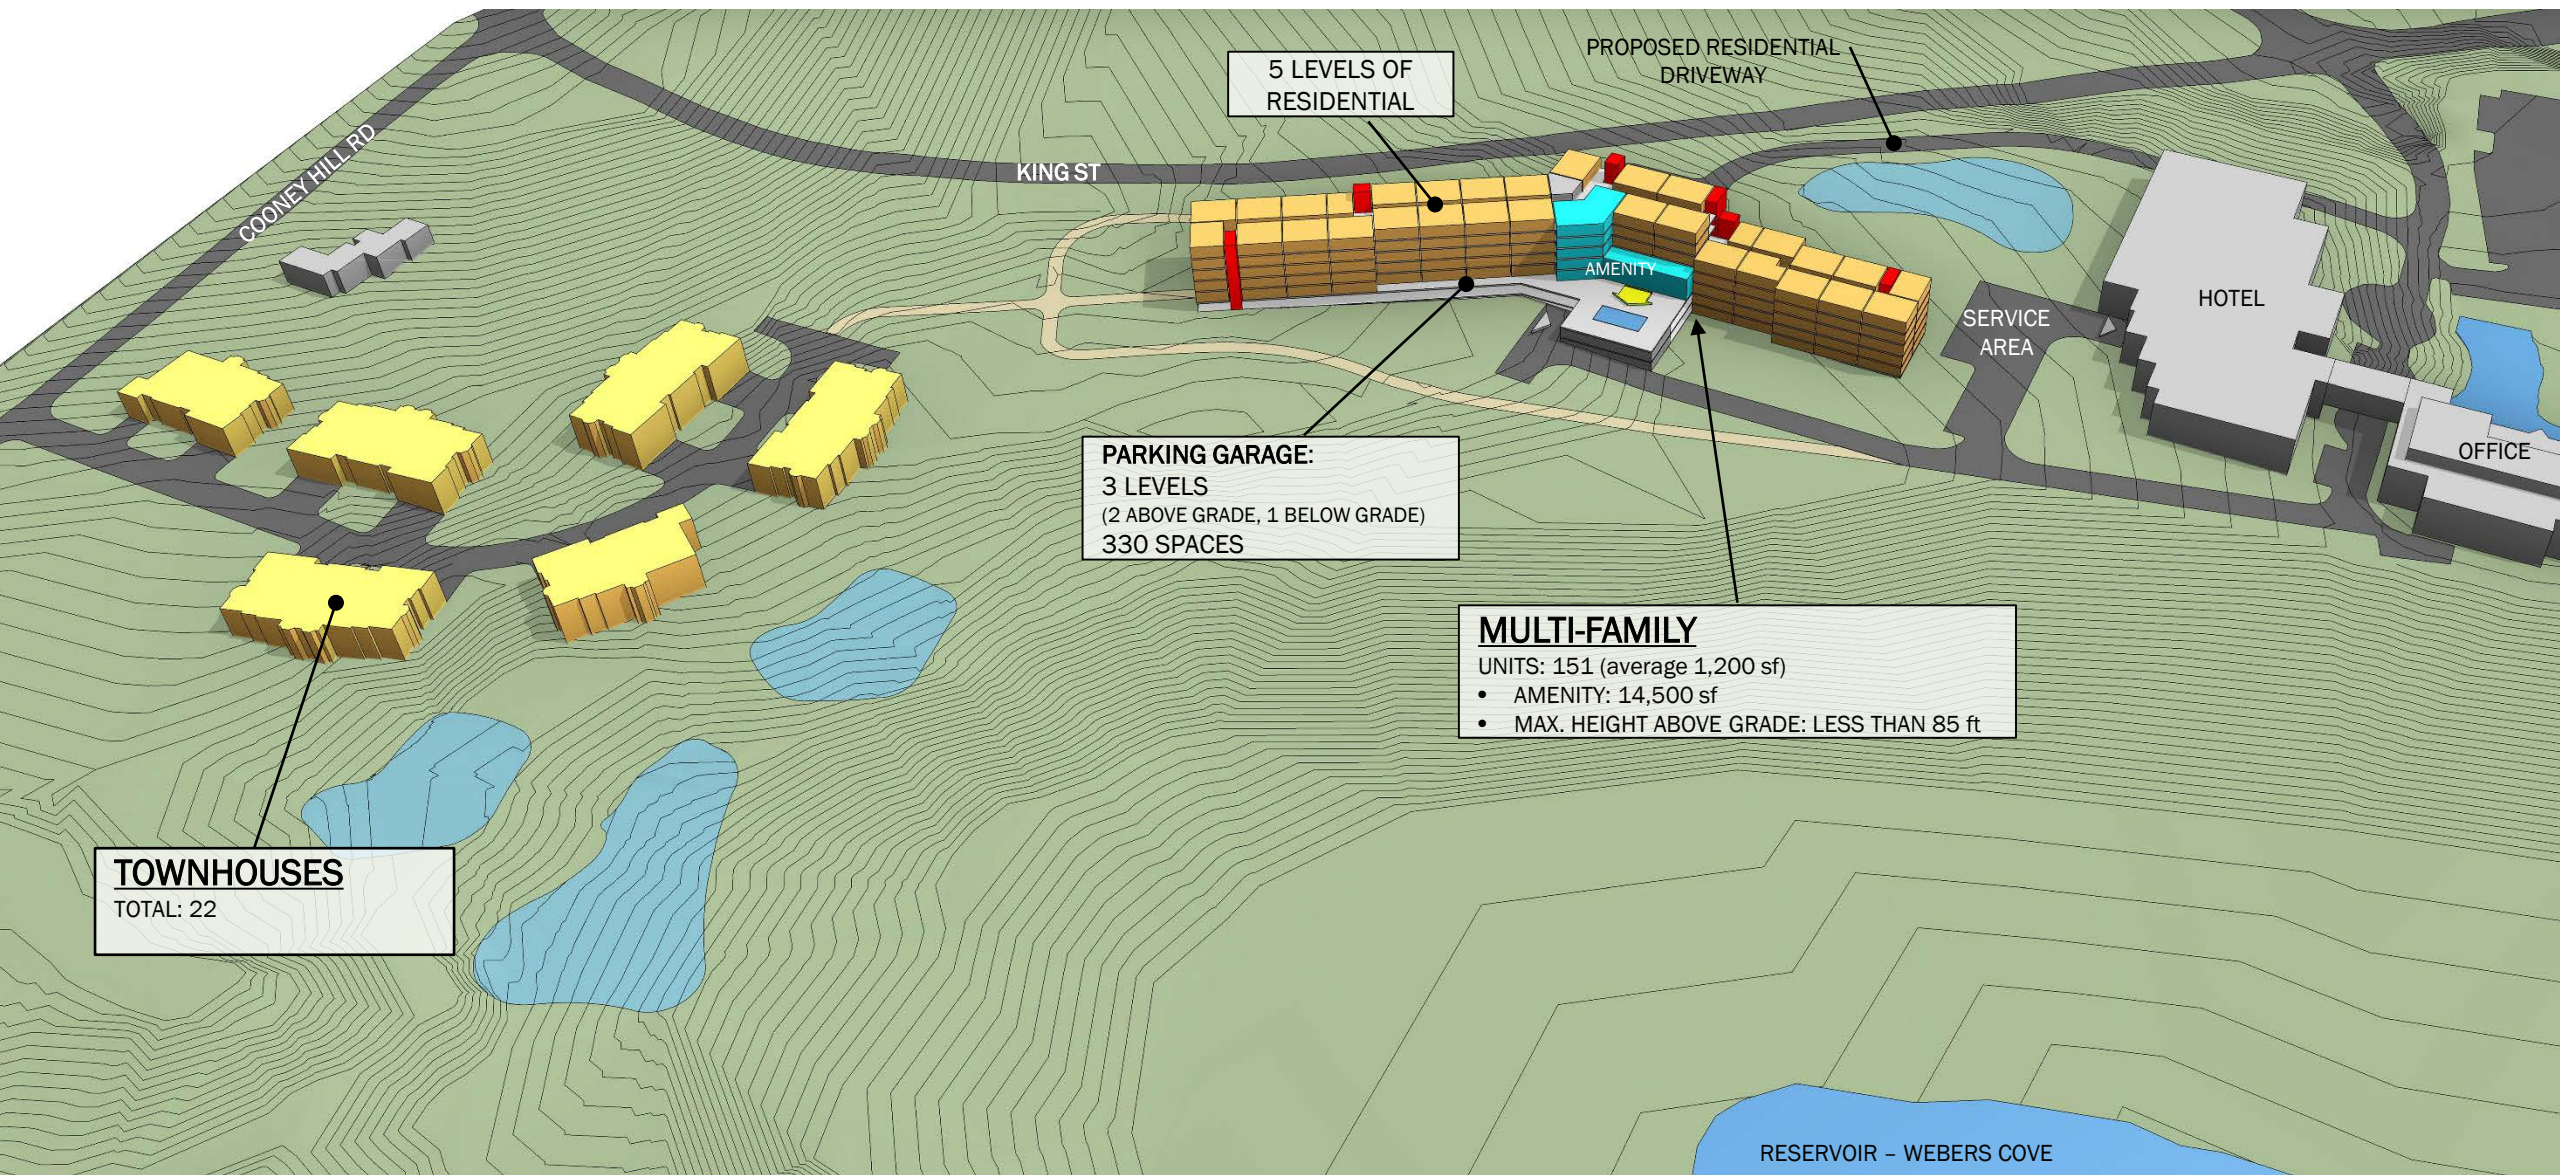 PROPOSED RESIDENTIAL
DRIVEWAY
5 LEVELS OF
RESIDENTIAL
COONEY HILL RD
KING ST
AMENITY
SERVICE
AREA
HOTEL
OFFICE
PARKING GARAGE:
3 LEVELS
(2 ABOVE GRADE, 1 BELOW GRADE)
330 SPACES
MULTI-FAMILY
UNITS: 151 (average 1,200 sf)
• AMENITY: 14,500 sf
• MAX. HEIGHT ABOVE GRADE: LESS THAN 85 ft
TOWNHOUSES
TOTAL: 22
RESERVOIR – WEBERS COVE